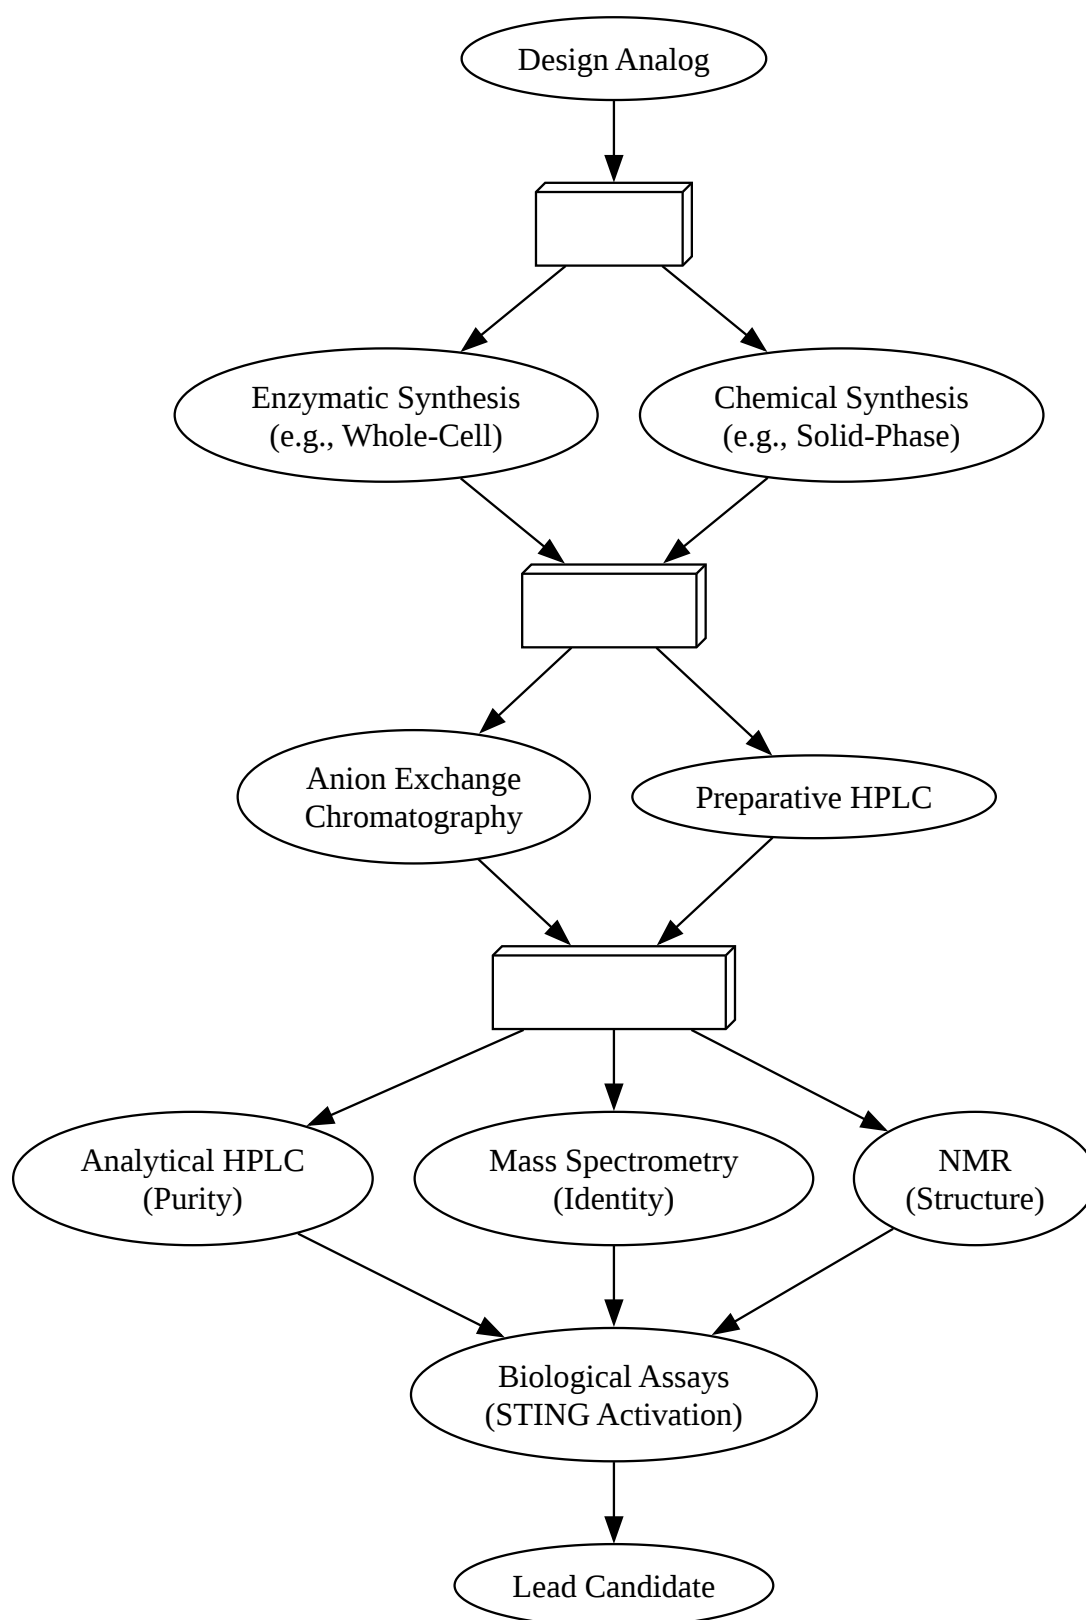 Design Analog
Enzymatic Synthesis
(e.g., Whole-Cell)
Chemical Synthesis
(e.g., Solid-Phase)
Anion Exchange
Chromatography
Preparative HPLC
Analytical HPLC
(Purity)
Mass Spectrometry
(Identity)
NMR
(Structure)
Biological Assays
(STING Activation)
Lead Candidate